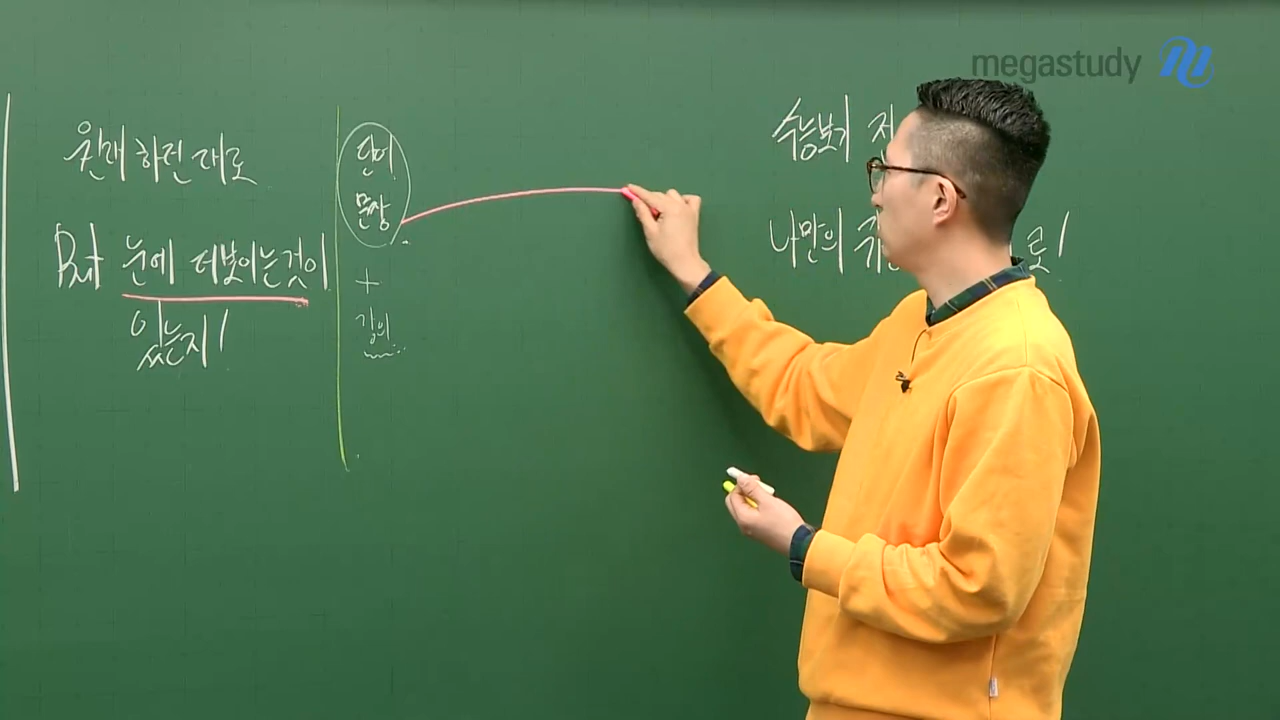 megastudy
원래 하던 대로
But 눈에 더 보이는 것이
있는지!
단어
문장
+
강의
수능보기
나만의
로!